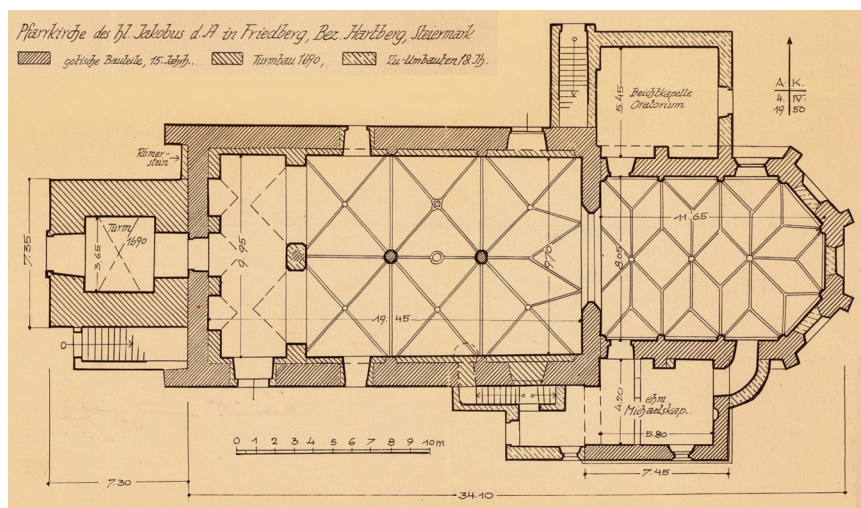 Pfarrkirche des hl. Jakobus d. A in Friedberg, Bez. Hartberg, Steiermark
gotische Bauteile, 15. Jahrh.   Turmbau 1690,   Zu-Umbauten 18 Jh.
A. K.
4. IV.
19 50
Beichtkapelle
Oratorium
5.45
Römer-
stein
Turm
1690
3.65
7.35
9.95
9.70
8.05
11.65
19.45
4.20
ehm
Michaelskap.
5.80
0 1 2 3 4 5 6 7 8 9 10m
7.45
7.30
34.10